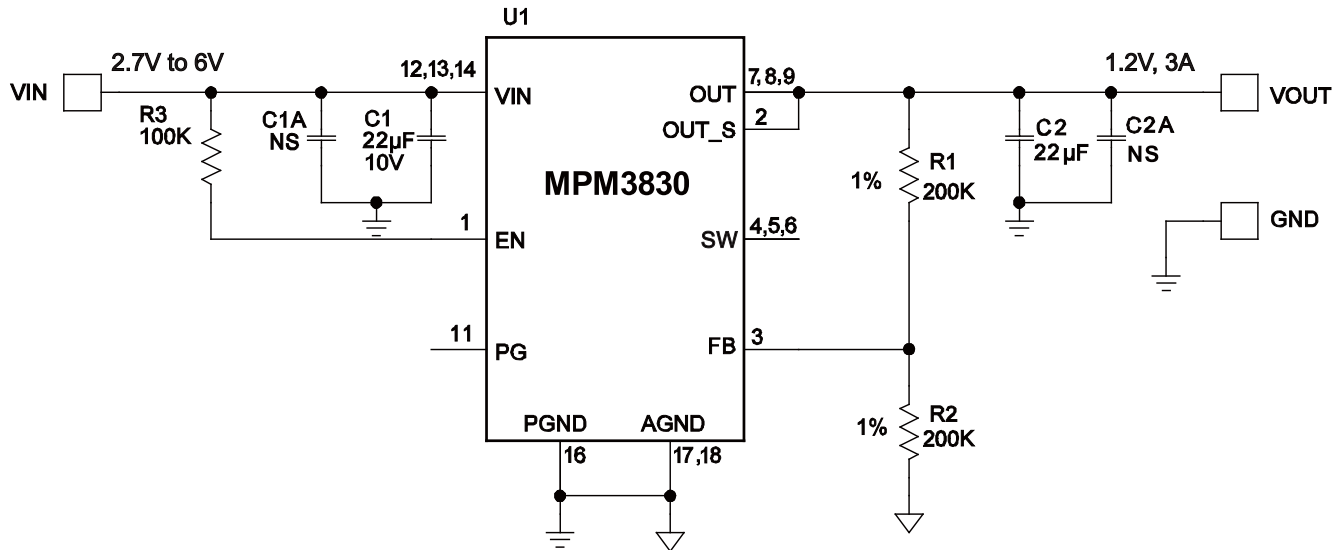 U1
2.7V to 6V
VIN
12,13,14
VIN
R3
100K
C1A
NS
C1
22µF
10V
1
EN
11
PG
MPM3830
OUT
7,8,9
OUT_S
2
SW
4,5,6
FB
3
PGND
16
AGND
17,18
1.2V, 3A
VOUT
1%
R1
200K
C2
22µF
C2A
NS
GND
1%
R2
200K